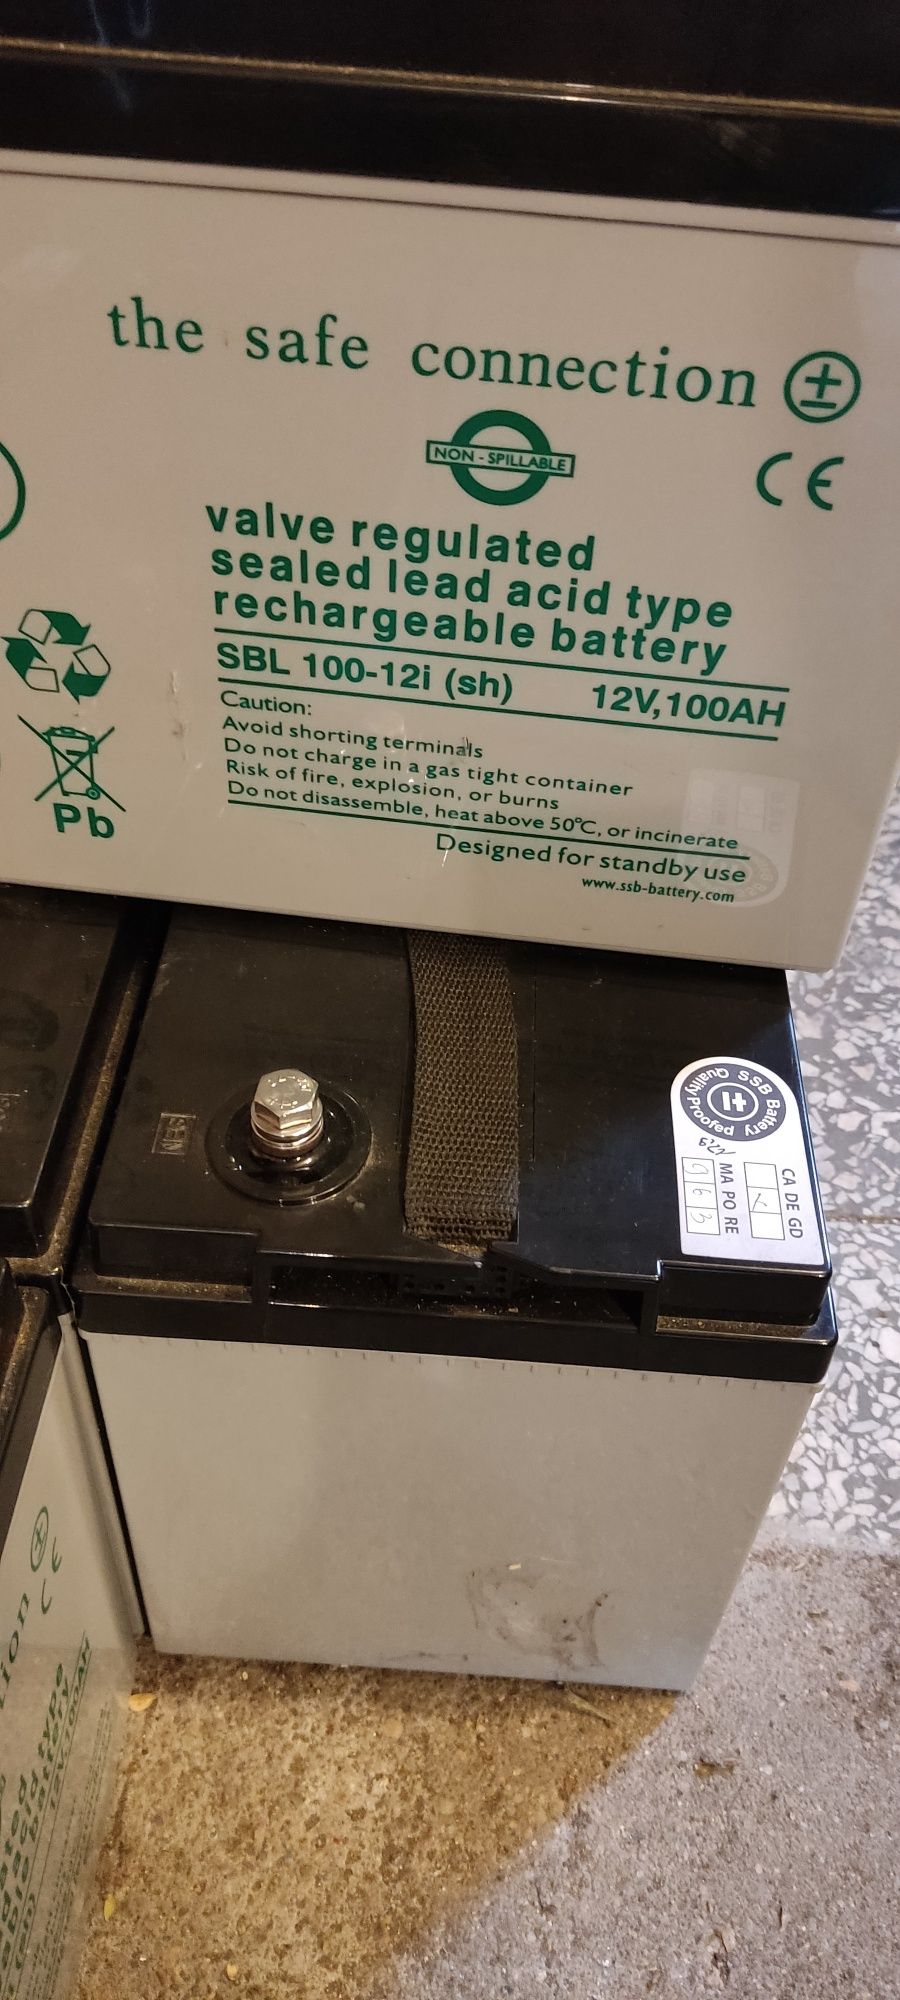 the safe connection
NON-SPILLABLE
CE
valve regulated
sealed lead acid type
rechargeable battery
SBL 100-12i (sh) 12V,100AH
Caution:
Avoid shorting terminals
Do not charge in a gas tight container
Risk of fire, explosion, or burns
Do not disassemble, heat above 50°C, or incinerate
Designed for standby use
www.ssb-battery.com
Pb
SSB Battery
Quality Proofed
CA DE GD
MA PO RE